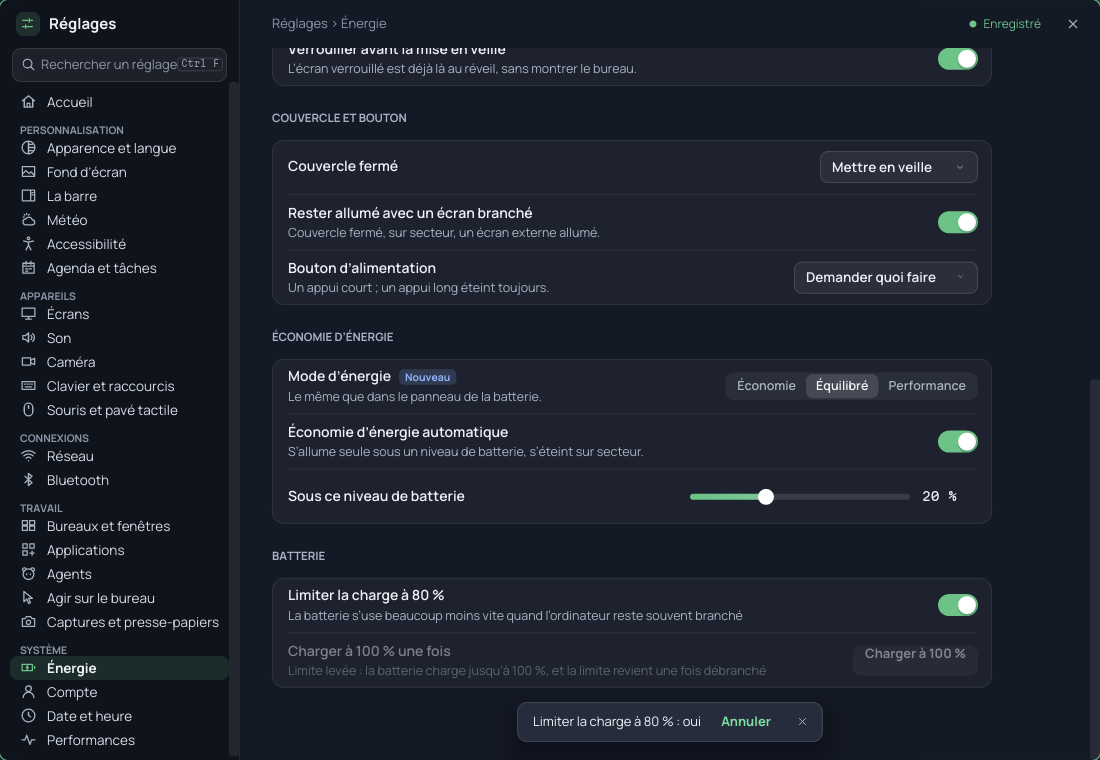 Réglages
Rechercher un réglage
Ctrl F
Accueil
PERSONNALISATION
Apparence et langue
Fond d'écran
La barre
Météo
Accessibilité
Agenda et tâches
APPAREILS
Écrans
Son
Caméra
Clavier et raccourcis
Souris et pavé tactile
CONNEXIONS
Réseau
Bluetooth
TRAVAIL
Bureaux et fenêtres
Applications
Agents
Agir sur le bureau
Captures et presse-papiers
SYSTÈME
Énergie
Compte
Date et heure
Performances
Réglages › Énergie
Enregistré
Verrouiller avant la mise en veille
L'écran verrouillé est déjà là au réveil, sans montrer le bureau.
COUVERCLE ET BOUTON
Couvercle fermé
Mettre en veille
Rester allumé avec un écran branché
Couvercle fermé, sur secteur, un écran externe allumé.
Bouton d'alimentation
Demander quoi faire
Un appui court ; un appui long éteint toujours.
ÉCONOMIE D'ÉNERGIE
Mode d'énergie Nouveau
Le même que dans le panneau de la batterie.
Économie Équilibré Performance
Économie d'énergie automatique
S'allume seule sous un niveau de batterie, s'éteint sur secteur.
Sous ce niveau de batterie
20 %
BATTERIE
Limiter la charge à 80 %
La batterie s'use beaucoup moins vite quand l'ordinateur reste souvent branché
Charger à 100 % une fois
Limite levée : la batterie charge jusqu'à 100 %, et la limite revient une fois débranché
Charger à 100 %
Limiter la charge à 80 % : oui Annuler